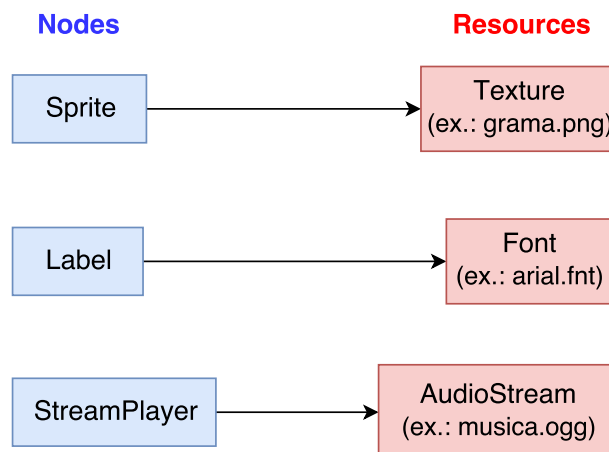 Nodes
Resources
Sprite
Texture
(ex.: grama.png)
Label
Font
(ex.: arial.fnt)
StreamPlayer
AudioStream
(ex.: musica.ogg)